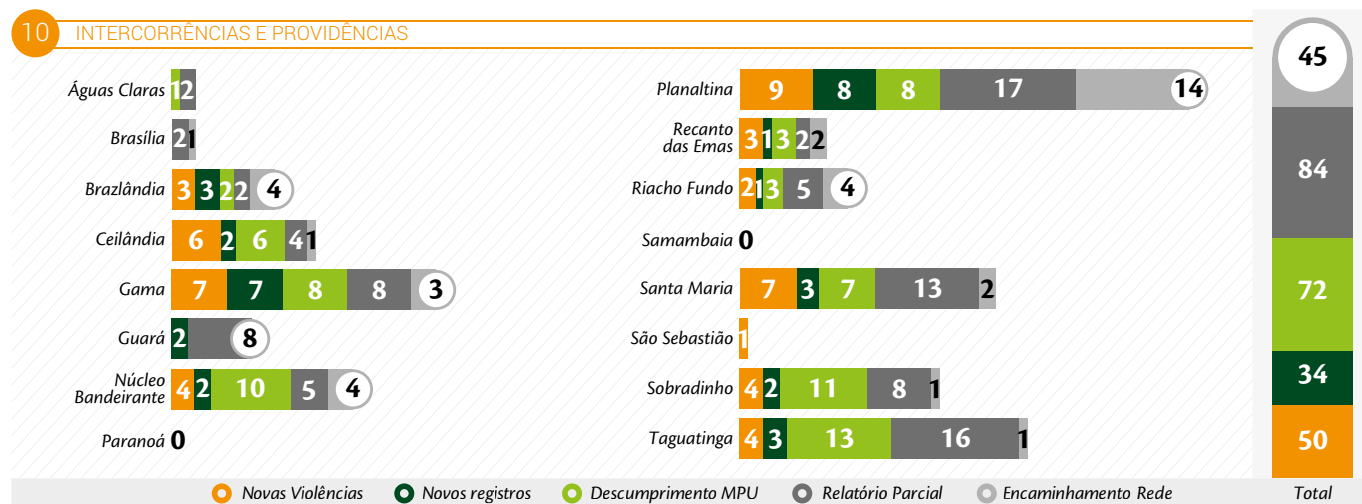 10 INTERCORRÊNCIAS E PROVIDÊNCIAS
Águas Claras 1 2
Brasília 2 1
Brazlândia 3 3 2 2 4
Ceilândia 6 2 6 4 1
Gama 7 7 8 8 3
Guará 2 8
Núcleo
Bandeirante 4 2 10 5 4
Paranoá 0
Planaltina 9 8 8 17 14
Recanto
das Emas 3 1 3 2 2
Riacho Fundo 2 1 3 5 4
Samambaia 0
Santa Maria 7 3 7 13 2
São Sebastião 1
Sobradinho 4 2 11 8 1
Taguatinga 4 3 13 16 1
45
84
72
34
50
Novas Violências Novos registros Descumprimento MPU Relatório Parcial Encaminhamento Rede Total